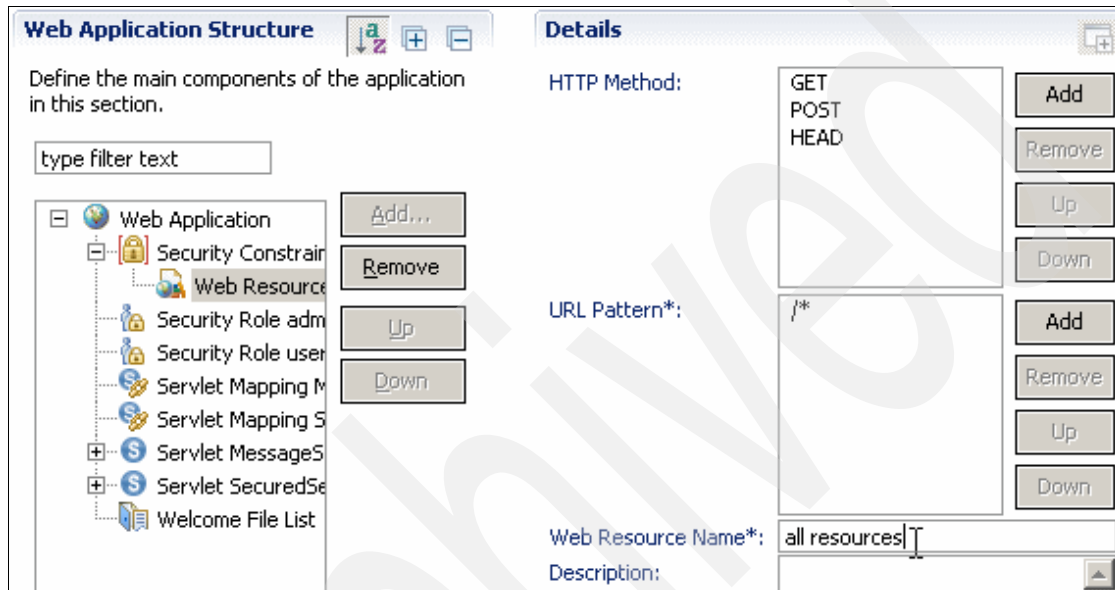 Web Application Structure
Define the main components of the application
in this section.
type filter text
Web Application
Security Constrain
Web Resource
Security Role adm
Security Role user
Servlet Mapping M
Servlet Mapping S
Servlet MessageS
Servlet SecuredSe
Welcome File List
Add...
Remove
Up
Down
Details
HTTP Method:
GET
POST
HEAD
Add
Remove
Up
Down
URL Pattern*:
/*
Add
Remove
Up
Down
Web Resource Name*:
all resources
Description: